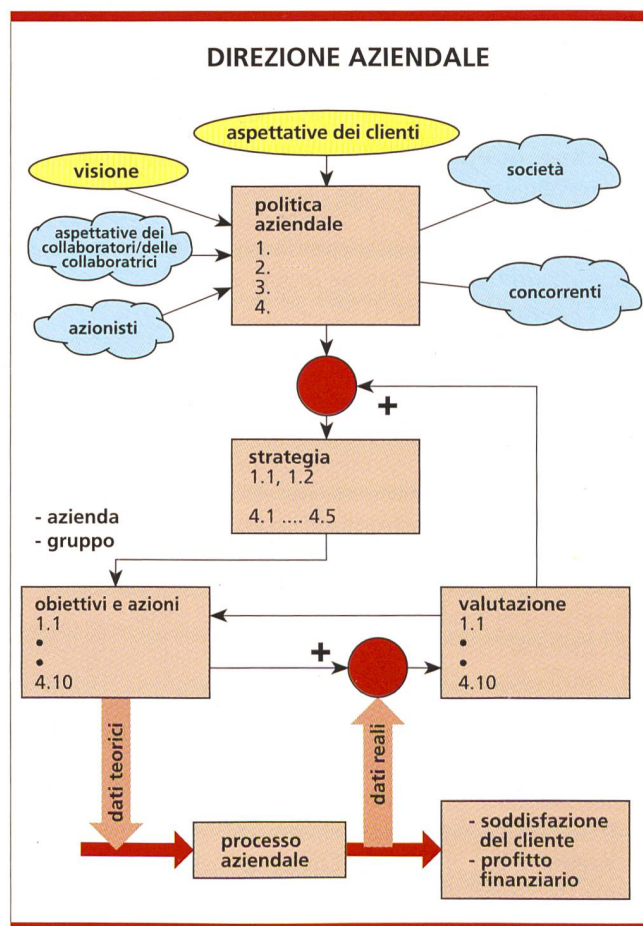 DIREZIONE AZIENDALE
aspettative dei clienti
visione
società
politica
aziendale
1.
2.
3.
4.
aspettative dei
collaboratori/delle
collaboratrici
azionisti
concorrenti
+
strategia
1.1, 1.2
4.1 .... 4.5
- azienda
- gruppo
obiettivi e azioni
1.1
•
•
4.10
+
valutazione
1.1
•
•
4.10
dati teorici
dati reali
processo
aziendale
- soddisfazione
del cliente
- profitto
finanziario